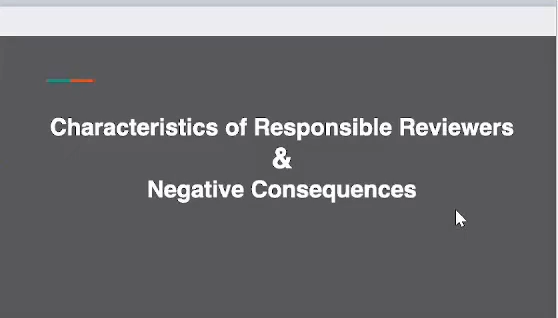 Characteristics of Responsible Reviewers
&
Negative Consequences